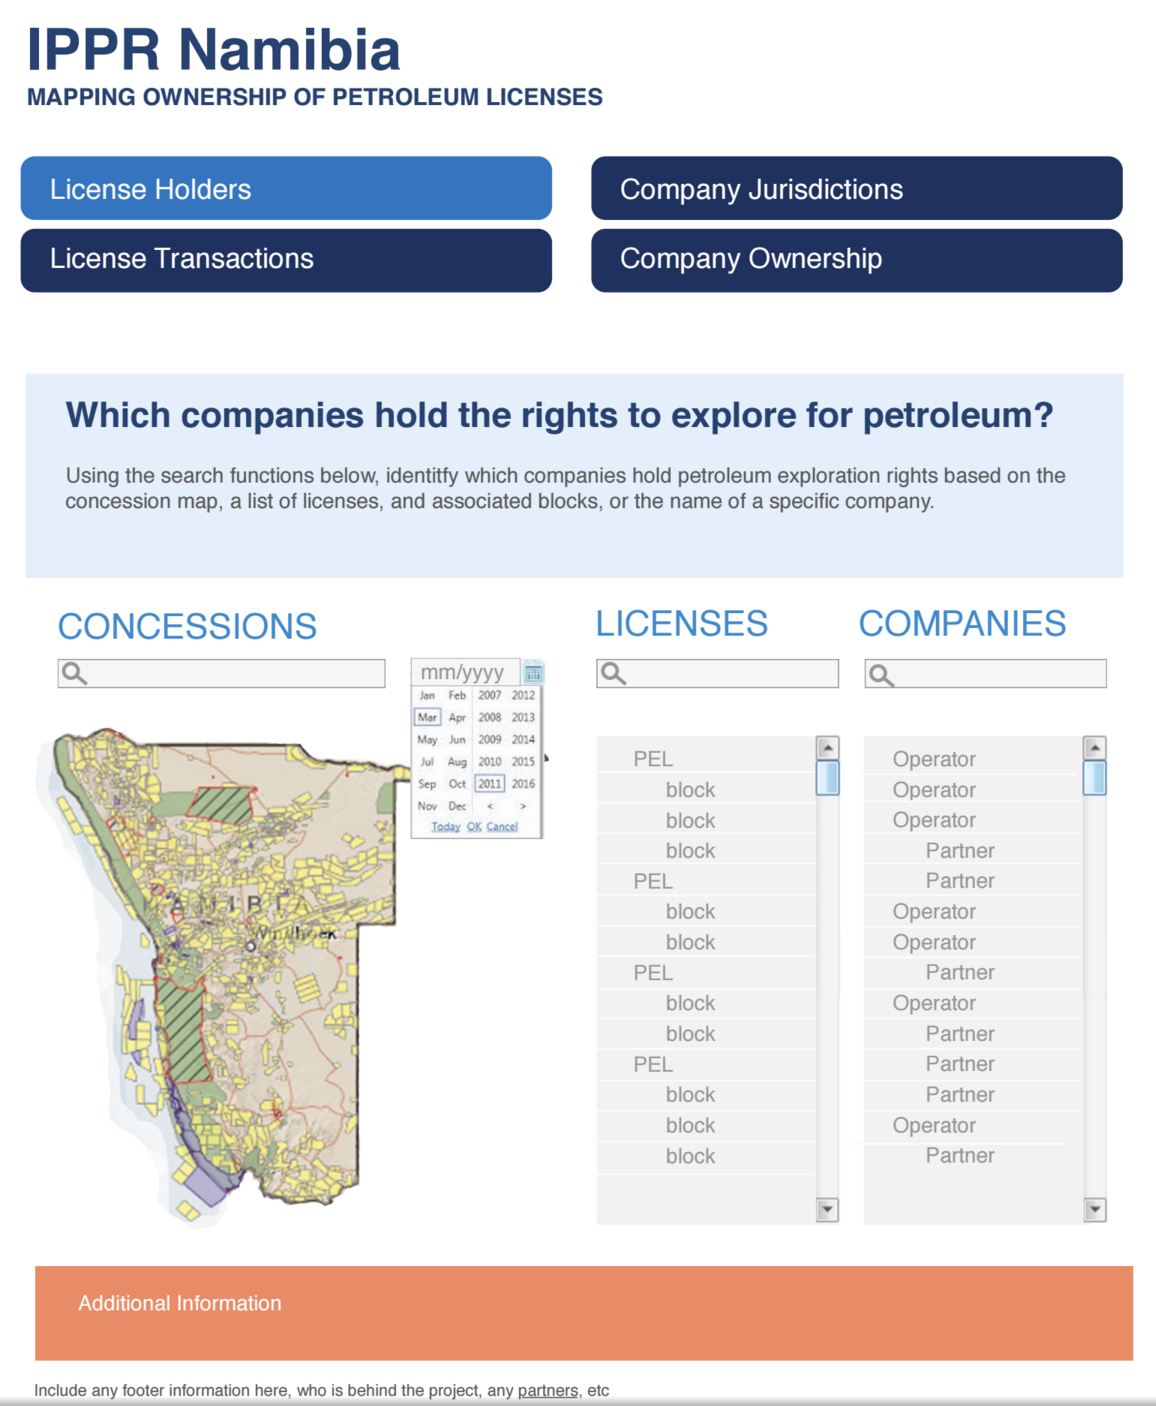 IPPR Namibia
MAPPING OWNERSHIP OF PETROLEUM LICENSES
License Holders
Company Jurisdictions
License Transactions
Company Ownership
Which companies hold the rights to explore for petroleum?
Using the search functions below, identitfy which companies hold petroleum exploration rights based on the
concession map, a list of licenses, and associated blocks, or the name of a specific company.
CONCESSIONS
mm/yyyy
Jan Feb 2007 2012
Mar Apr 2008 2013
May Jun 2009 2014
Jul Aug 2010 2015
Sep Oct 2011 2016
Nov Dec < >
Today OK Cancel
NAMIBIA
Windhoek
LICENSES
PEL
block
block
block
PEL
block
block
PEL
block
block
PEL
block
block
block
COMPANIES
Operator
Operator
Operator
Partner
Partner
Operator
Operator
Partner
Operator
Partner
Partner
Partner
Operator
Partner
Additional Information
Include any footer information here, who is behind the project, any partners, etc